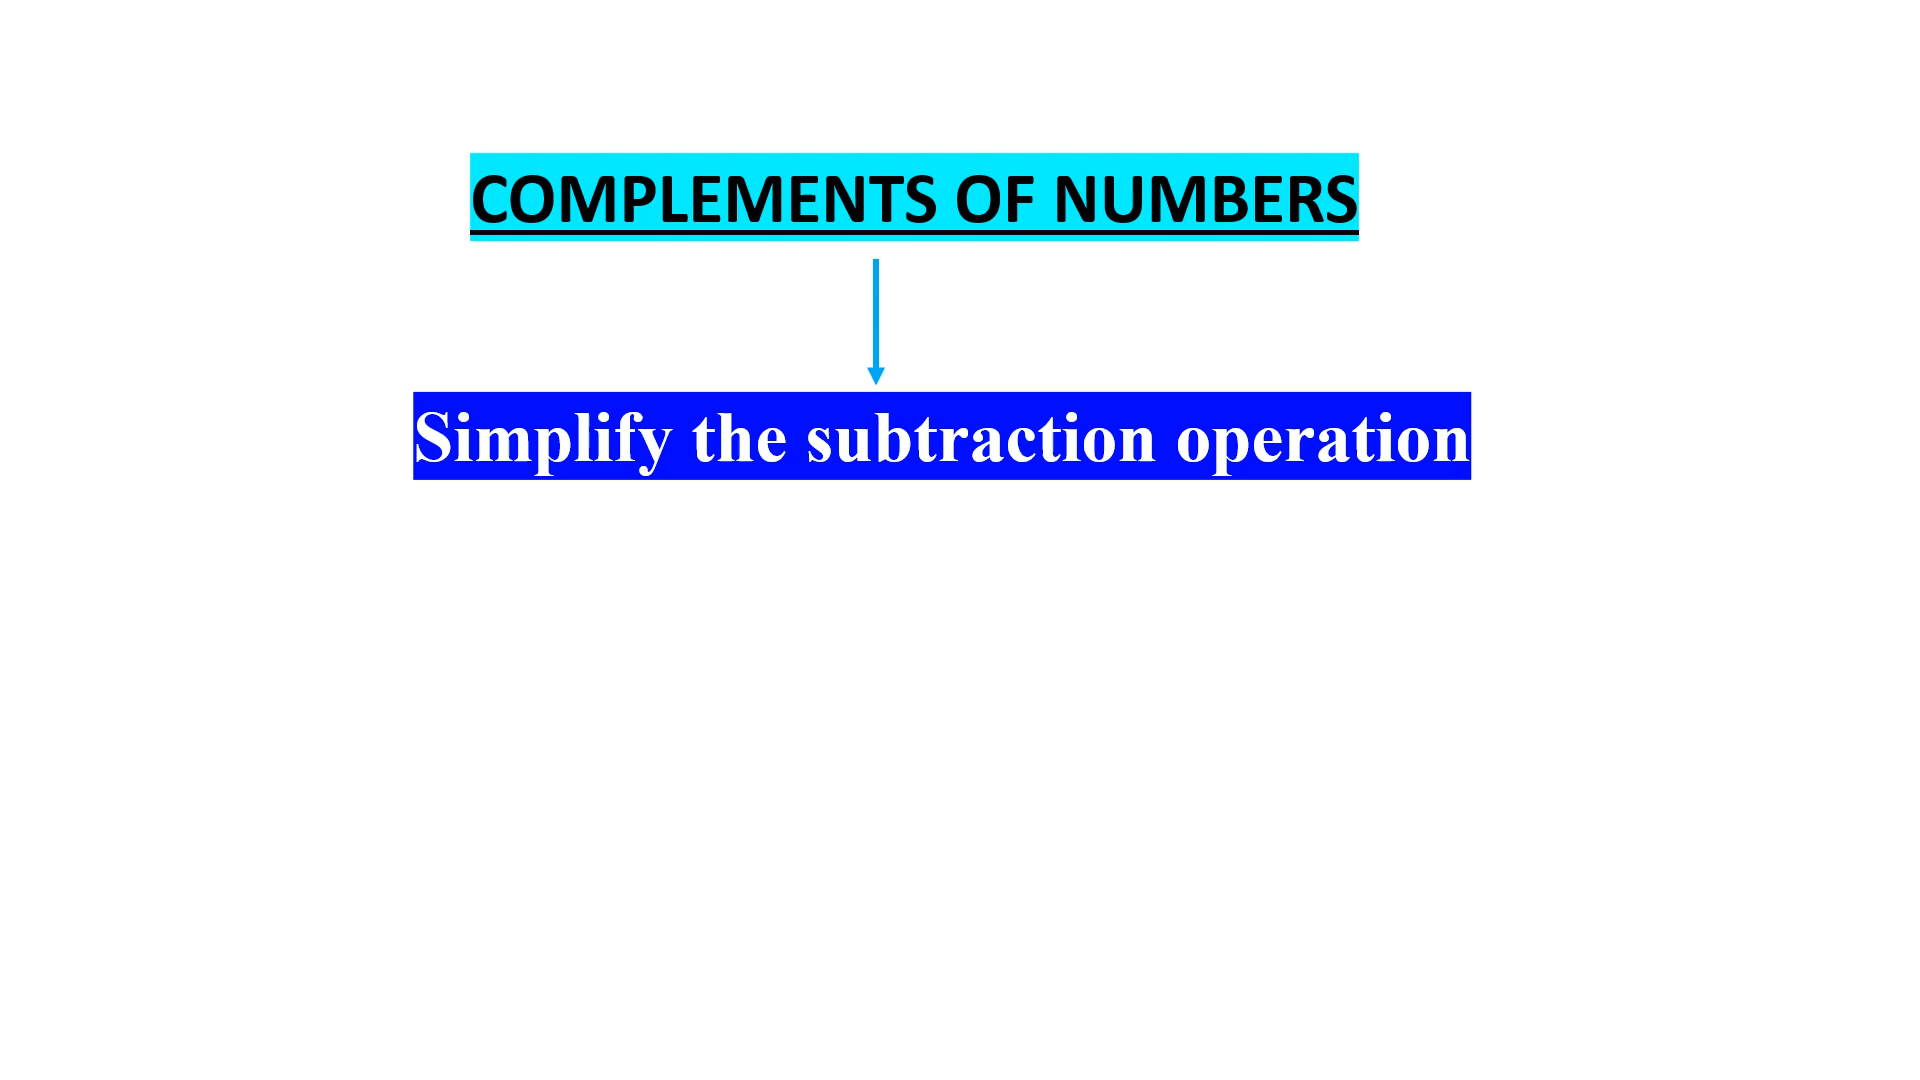 COMPLEMENTS OF NUMBERS
Simplify the subtraction operation